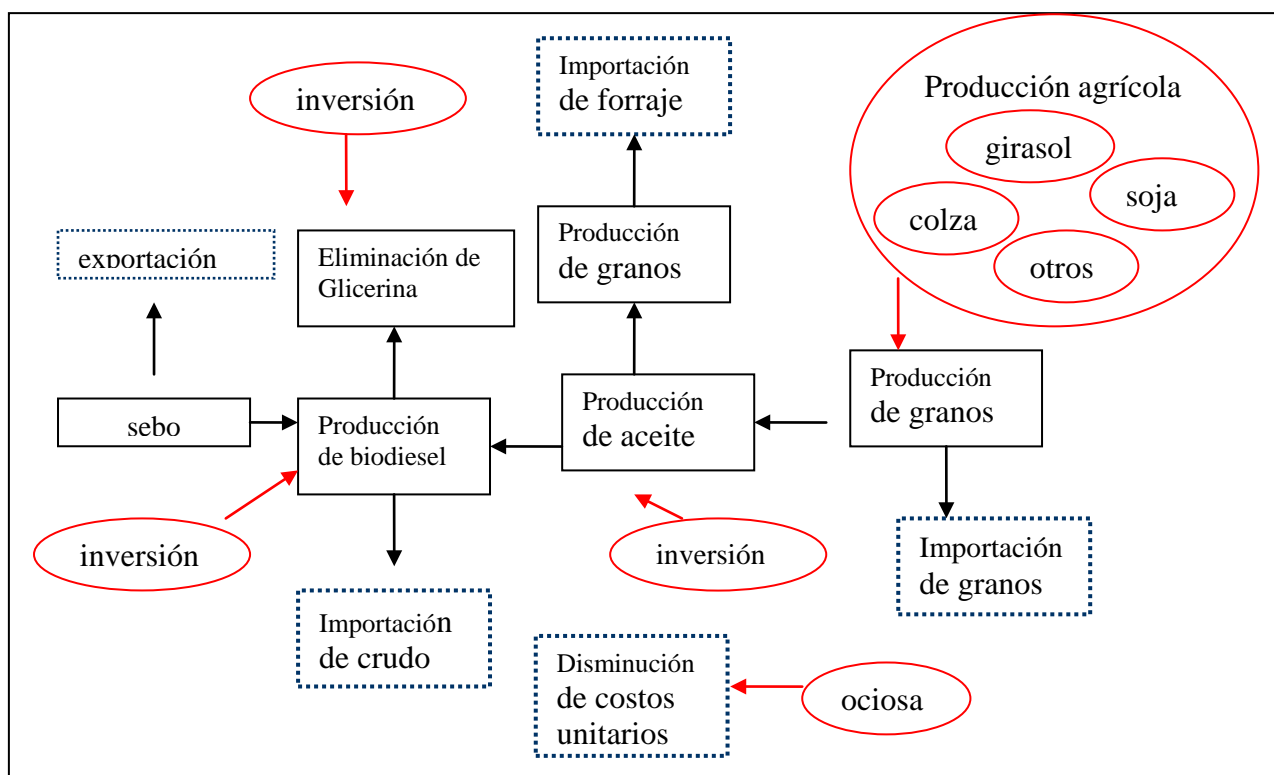 Importación
de forraje
inversión
Producción agrícola
girasol
soja
colza
otros
exportación
Eliminación de
Glicerina
Producción
de granos
sebo
Producción
de biodiesel
Producción
de aceite
Producción
de granos
inversión
inversión
Importación
de granos
Importación
de crudo
Disminución
de costos
unitarios
ociosa